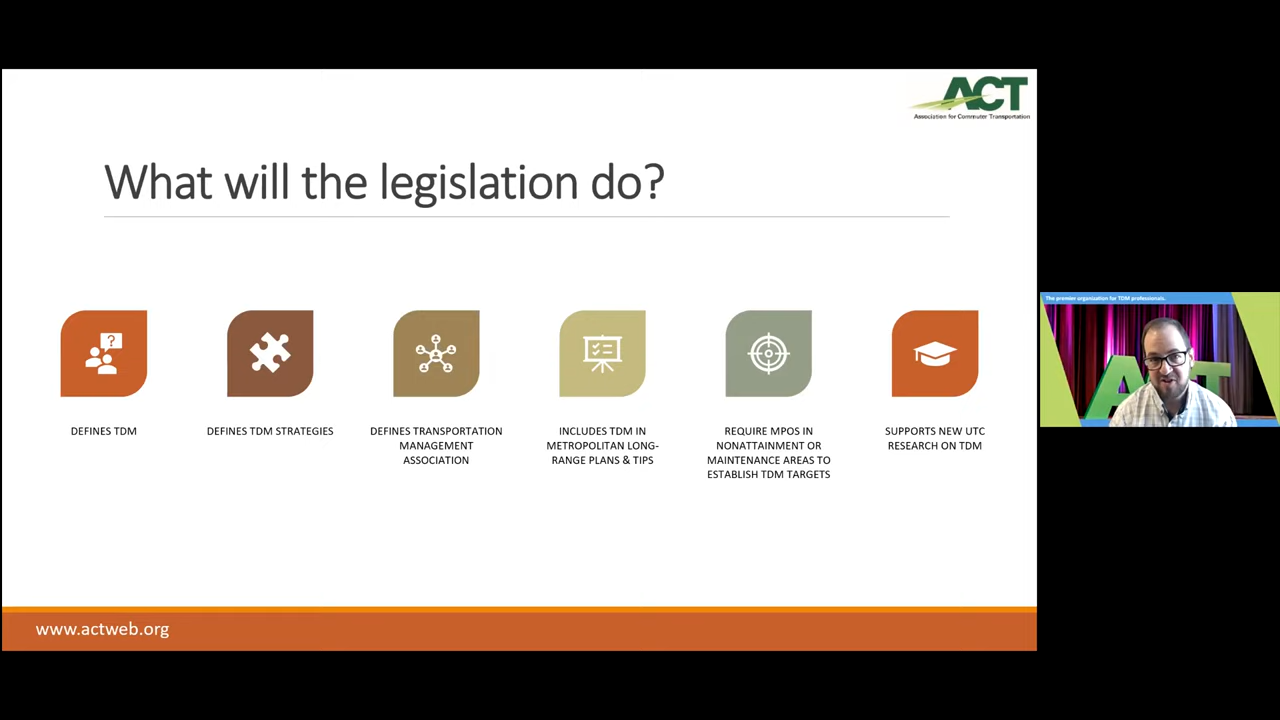 ACT
Association for Commuter Transportation
What will the legislation do?
?
DEFINES TDM
DEFINES TDM STRATEGIES
DEFINES TRANSPORTATION
MANAGEMENT
ASSOCIATION
INCLUDES TDM IN
METROPOLITAN LONG-
RANGE PLANS & TIPS
REQUIRE MPOS IN
NONATTAINMENT OR
MAINTENANCE AREAS TO
ESTABLISH TDM TARGETS
SUPPORTS NEW UTC
RESEARCH ON TDM
www.actweb.org
The premier organisation for TDM professionals.
A T